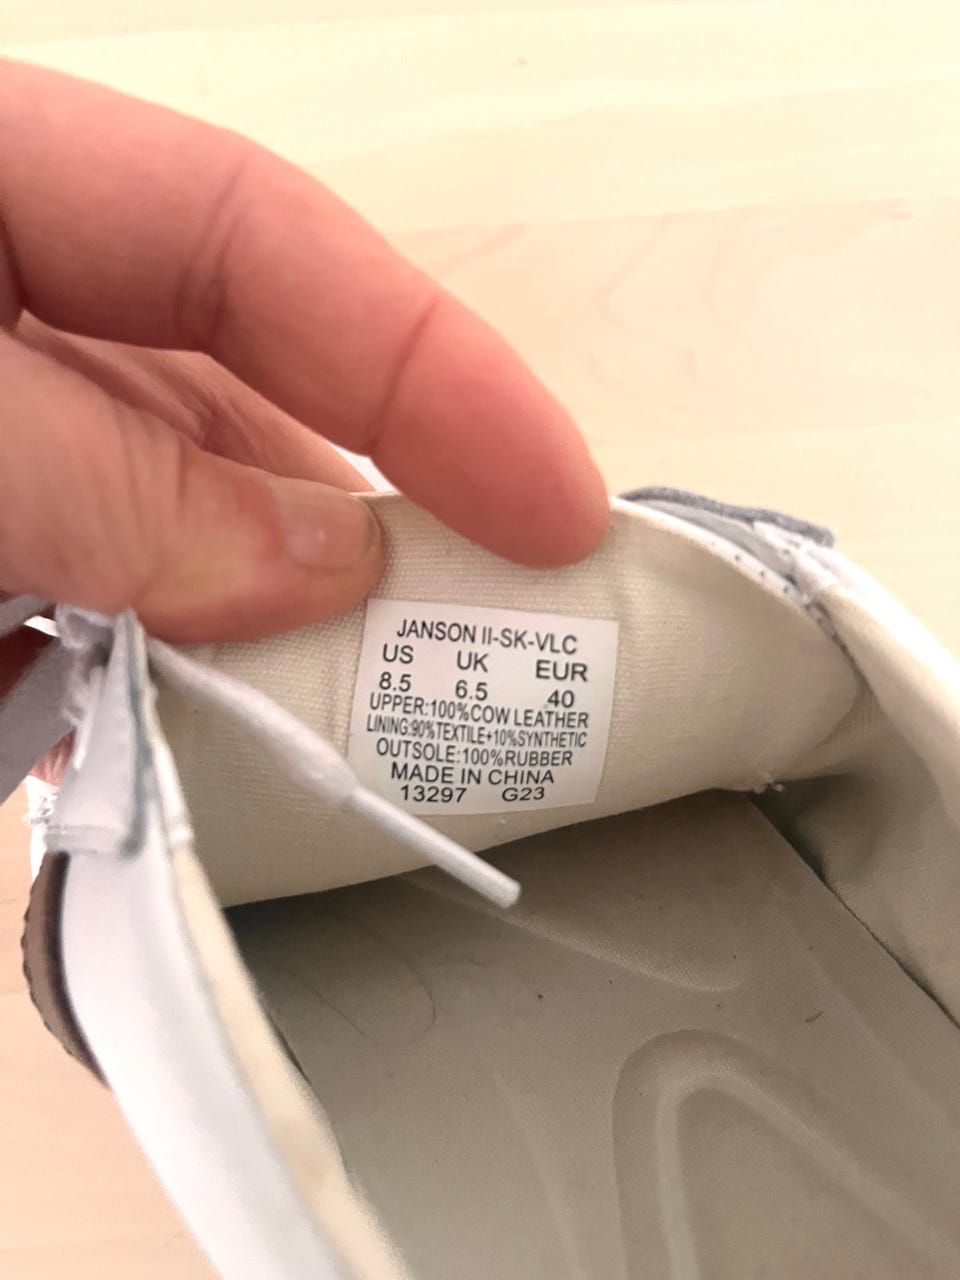 JANSON II-SK-VLC
US UK EUR
8.5 6.5 40
UPPER:100%COW LEATHER
LINING:90%TEXTILE+10%SYNTHETIC
OUTSOLE:100%RUBBER
MADE IN CHINA
13297 G23